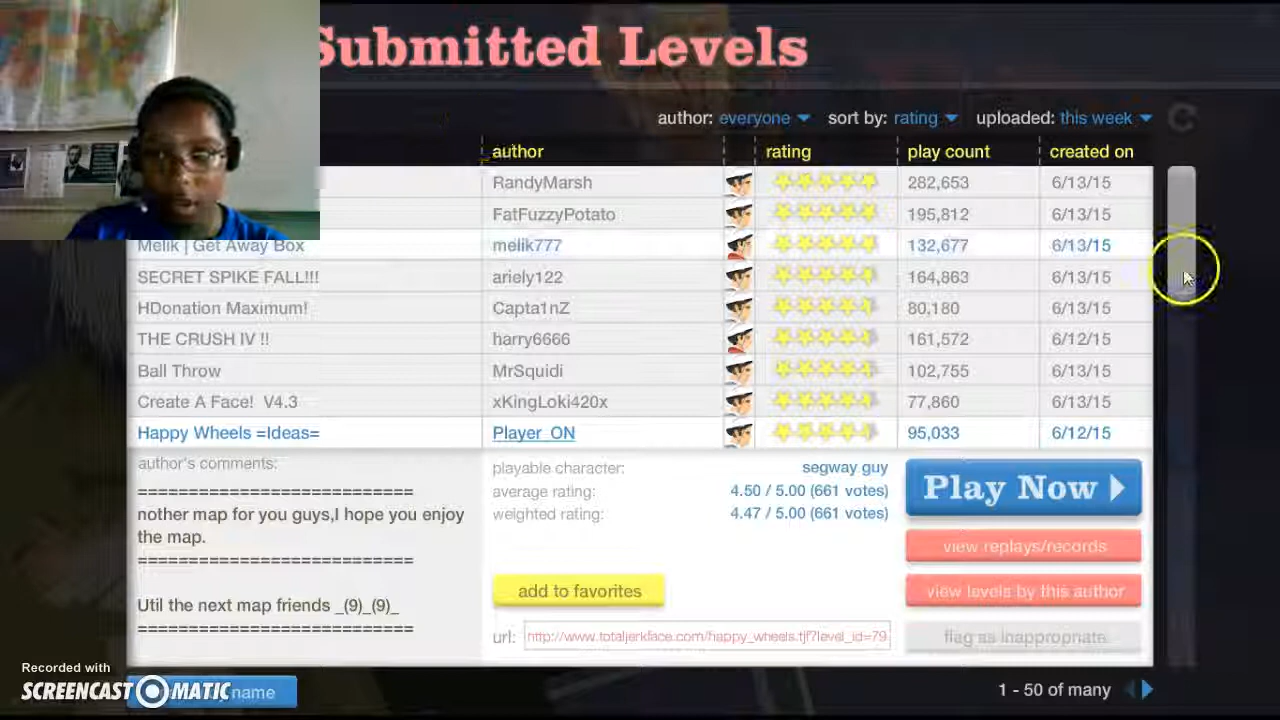 Submitted Levels
author: everyone sort by: rating uploaded: this week
author rating play count created on
RandyMarsh 282,653 6/13/15
FatFuzzyPotato 195,812 6/13/15
Melik | Get Away Box melik777 132,677 6/13/15
SECRET SPIKE FALL!!! ariely122 164,863 6/13/15
HDonation Maximum! Capta1nZ 80,180 6/13/15
THE CRUSH IV !! harry6666 161,572 6/12/15
Ball Throw MrSquidi 102,755 6/13/15
Create A Face! V4.3 xKingLoki420x 77,860 6/13/15
Happy Wheels =Ideas= Player_ON 95,033 6/12/15
author's comments:
==========================
nother map for you guys,I hope you enjoy
the map.
==========================
Util the next map friends _(9)_(9)_
==========================
playable character: segway guy
average rating: 4.50 / 5.00 (661 votes)
weighted rating: 4.47 / 5.00 (661 votes)
add to favorites
url: http://www.totaljerkface.com/happy_wheels.tjf?level_id=79
Play Now
view replays/records
view levels by this author
flag as inappropriate
Recorded with
SCREENCAST MATIC
name
1 - 50 of many